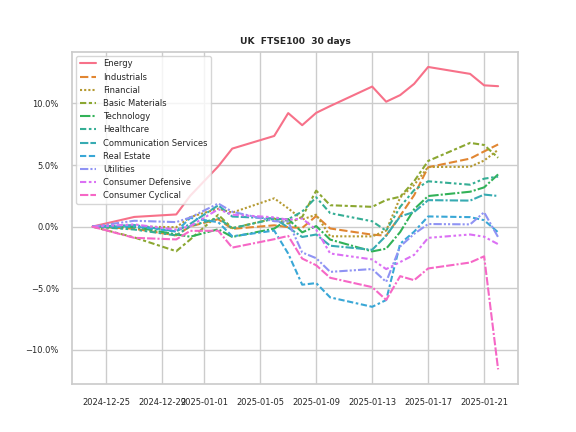 UK FTSE100 30 days
Energy
Industrials
Financial
Basic Materials
Technology
Healthcare
Communication Services
Real Estate
Utilities
Consumer Defensive
Consumer Cyclical
10.0%
5.0%
0.0%
−5.0%
−10.0%
2024-12-25 2024-12-29 2025-01-01 2025-01-05 2025-01-09 2025-01-13 2025-01-17 2025-01-21